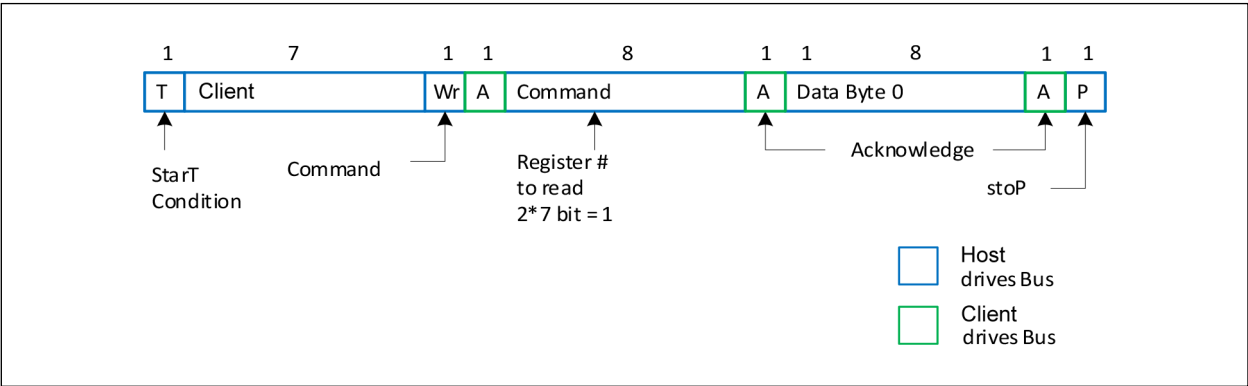 1 7 1 1 8 1 1 8 1 1
T Client Wr A Command A Data Byte 0 A P
StarT
Condition
Command
Register #
to read
2*7 bit = 1
Acknowledge
stoP
Host
drives Bus
Client
drives Bus